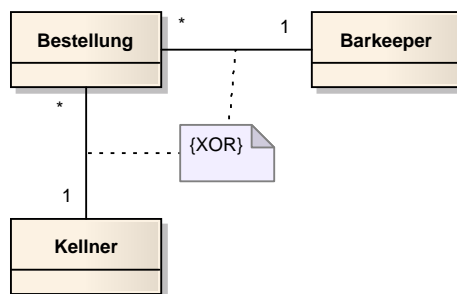 Bestellung
*
1
Barkeeper
*
{XOR}
1
Kellner